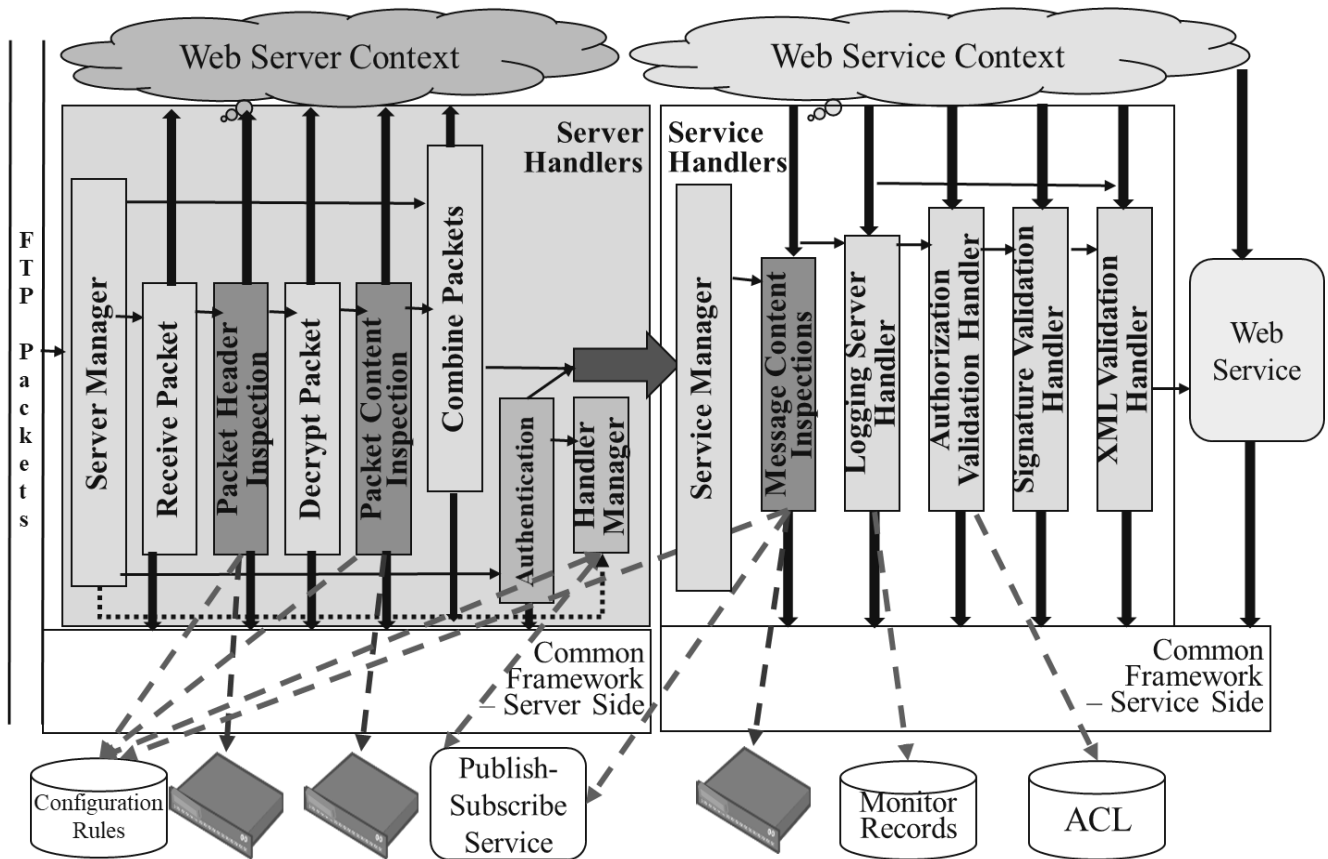 Web Server Context
Web Service Context
Server
Handlers
Service
Handlers
FTP Packets
Server Manager
Receive Packet
Packet Header
Inspection
Decrypt Packet
Packet Content
Inspection
Combine Packets
Authentication
Handler
Manager
Service Manager
Message Content
Inspections
Logging Server
Handler
Authorization
Validation Handler
Signature Validation
Handler
XML Validation
Handler
Web
Service
Common
Framework
– Server Side
Common
Framework
– Service Side
Configuration
Rules
Publish-
Subscribe
Service
Monitor
Records
ACL